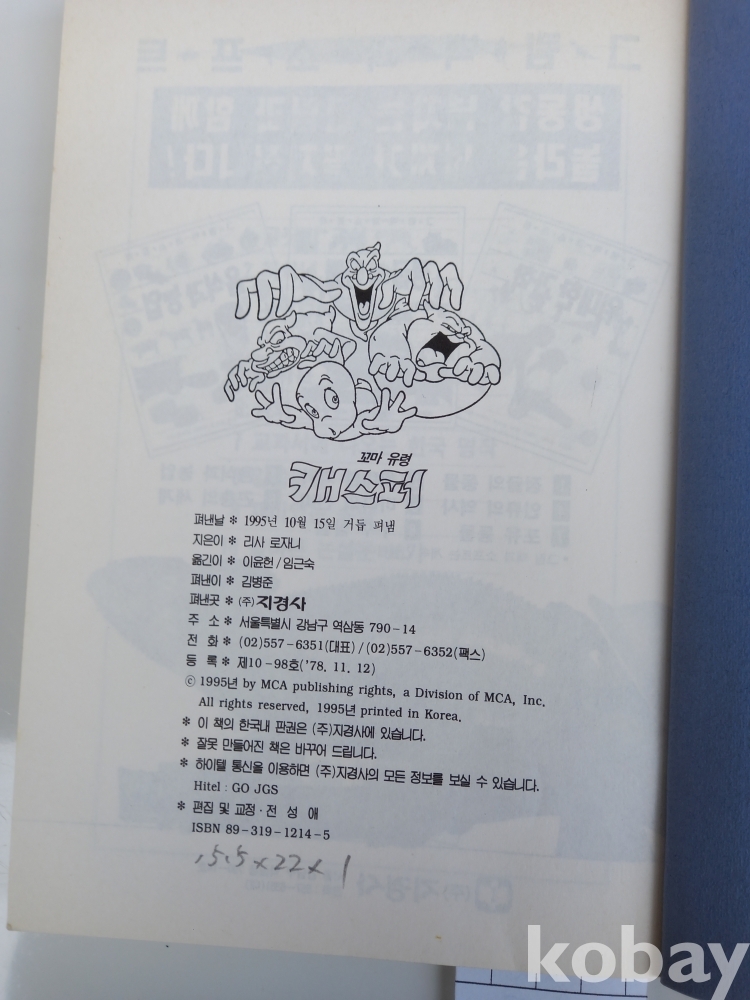 꼬마 유령
캐스퍼
펴낸날 * 1995년 10월 15일 거듭 펴냄
지은이 * 리사 로자니
옮긴이 * 이윤헌/임근숙
펴낸이 * 김병준
펴낸곳 * (주)지경사
주 소 * 서울특별시 강남구 역삼동 790-14
전 화 * (02)557-6351(대표)/(02)557-6352(팩스)
등 록 * 제10-98호('78. 11. 12)
ⓒ 1995년 by MCA publishing rights, a Division of MCA, Inc.
All rights reserved, 1995년 printed in Korea.
* 이 책의 한국내 판권은 (주)지경사에 있습니다.
* 잘못 만들어진 책은 바꾸어 드립니다.
* 하이텔 통신을 이용하면 (주)지경사의 모든 정보를 보실 수 있습니다.
Hitel : GO JGS
* 편집 및 교정·전 성 애
ISBN 89-319-1214-5
15.5×22×1
kobay